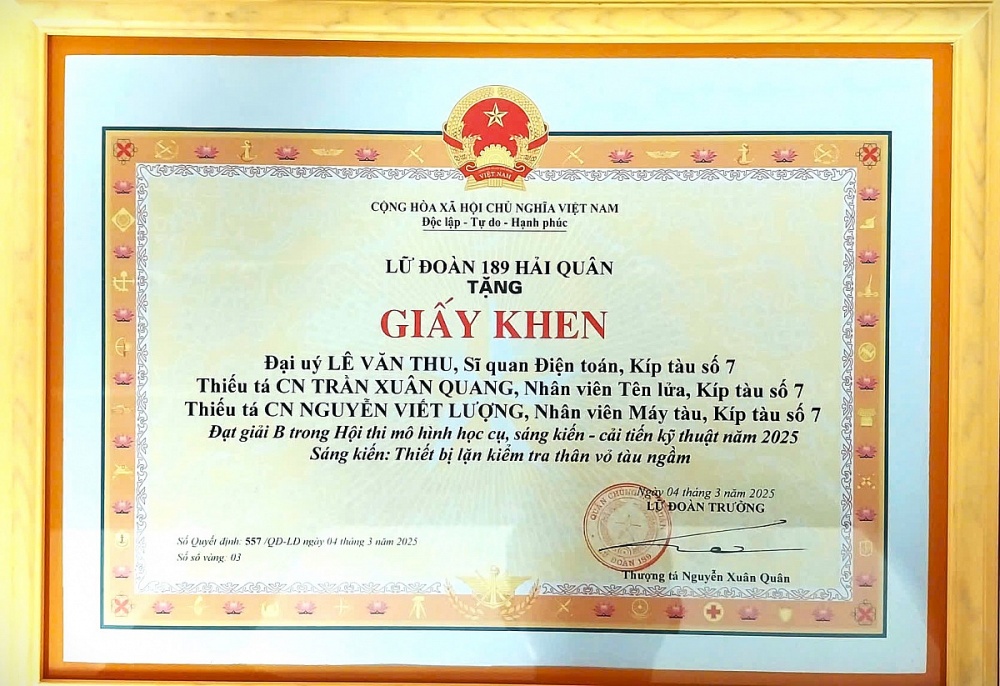 VIỆT NAM
CỘNG HÒA XÃ HỘI CHỦ NGHĨA VIỆT NAM
Độc lập - Tự do - Hạnh phúc
LỮ ĐOÀN 189 HẢI QUÂN
TẶNG
GIẤY KHEN
Đại uý LÊ VĂN THU, Sĩ quan Điện toán, Kíp tàu số 7
Thiếu tá CN TRẦN XUÂN QUANG, Nhân viên Tên lửa, Kíp tàu số 7
Thiếu tá CN NGUYỄN VIẾT LƯỢNG, Nhân viên Máy tàu, Kíp tàu số 7
Đạt giải B trong Hội thi mô hình học cụ, sáng kiến - cải tiến kỹ thuật năm 2025
Sáng kiến: Thiết bị lặn kiểm tra thân vỏ tàu ngầm
Ngày 04 tháng 3 năm 2025
LỮ ĐOÀN TRƯỞNG
QUÂN CHỦNG
ĐOÀN 189
Số Quyết định: 557 /QĐ-LĐ ngày 04 tháng 3 năm 2025
Số sổ vàng: 03
Thượng tá Nguyễn Xuân Quân